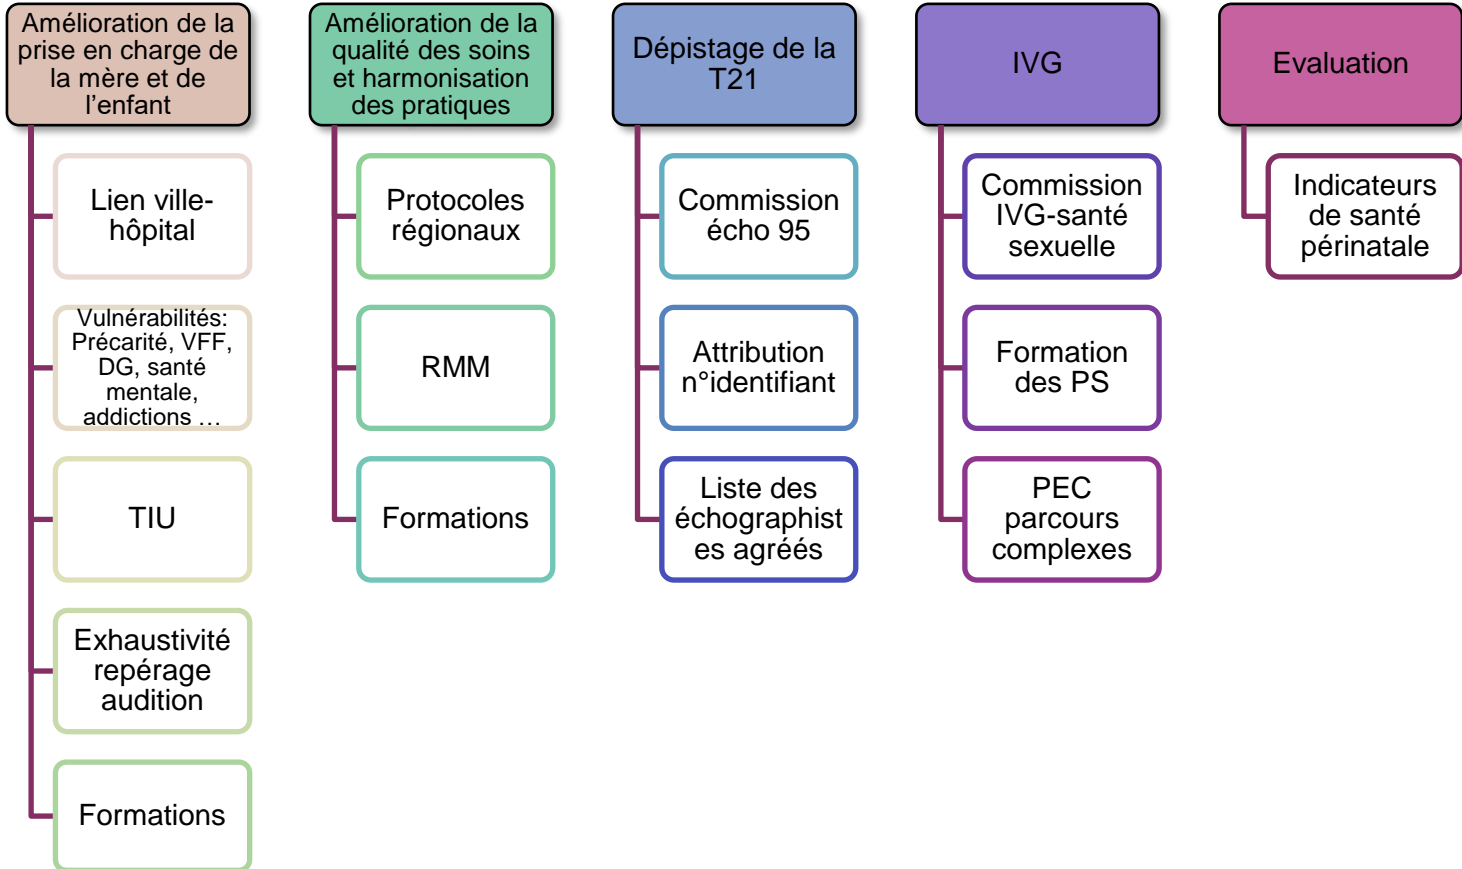 Amélioration de la
prise en charge de
la mère et de
l'enfant
Lien ville-
hôpital
Vulnérabilités:
Précarité, VFF,
DG, santé
mentale,
addictions …
TIU
Exhaustivité
repérage
audition
Formations
Amélioration de la
qualité des soins
et harmonisation
des pratiques
Protocoles
régionaux
RMM
Formations
Dépistage de la
T21
Commission
écho 95
Attribution
n°identifiant
Liste des
échographist
es agréés
IVG
Commission
IVG-santé
sexuelle
Formation
des PS
PEC
parcours
complexes
Evaluation
Indicateurs
de santé
périnatale